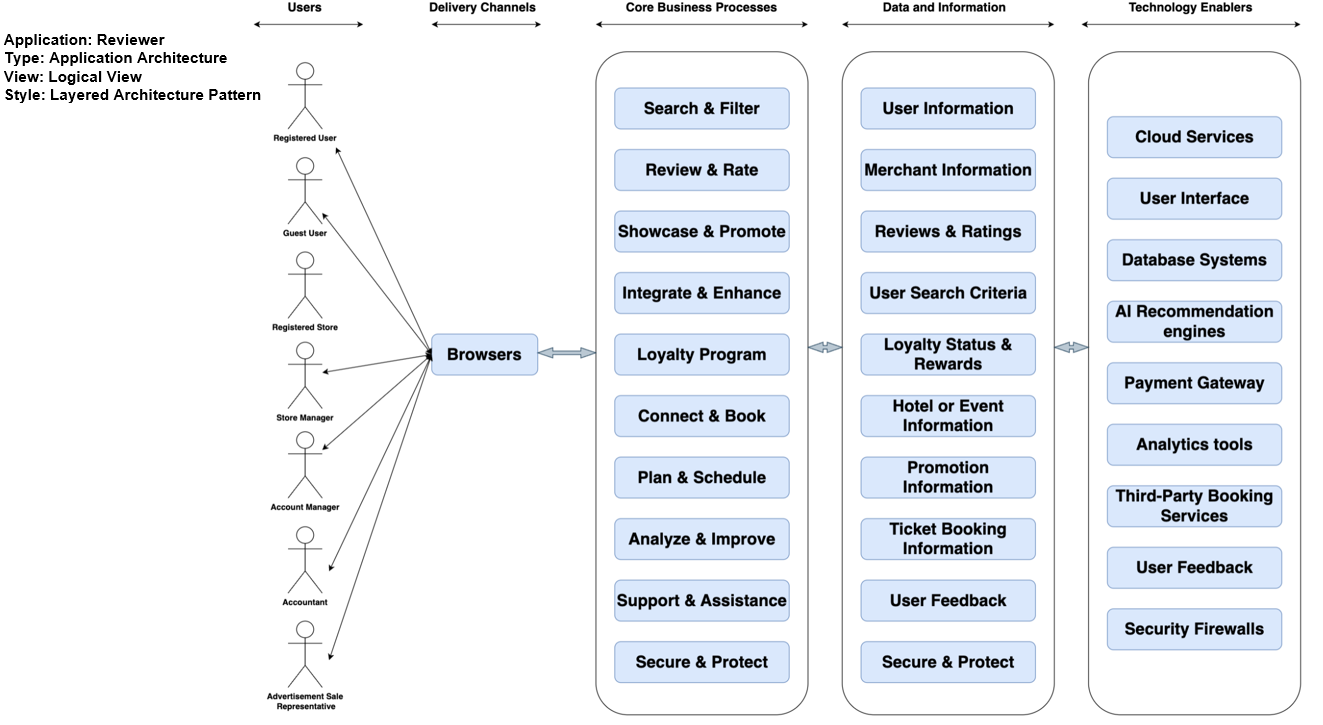 Users
Delivery Channels
Core Business Processes
Data and Information
Technology Enablers
Application: Reviewer
Type: Application Architecture
View: Logical View
Style: Layered Architecture Pattern
Registered User
Guest User
Registered Store
Store Manager
Account Manager
Accountant
Advertisement Sale
Representative
Browsers
Search & Filter
Review & Rate
Showcase & Promote
Integrate & Enhance
Loyalty Program
Connect & Book
Plan & Schedule
Analyze & Improve
Support & Assistance
Secure & Protect
User Information
Merchant Information
Reviews & Ratings
User Search Criteria
Loyalty Status &
Rewards
Hotel or Event
Information
Promotion
Information
Ticket Booking
Information
User Feedback
Secure & Protect
Cloud Services
User Interface
Database Systems
AI Recommendation
engines
Payment Gateway
Analytics tools
Third-Party Booking
Services
User Feedback
Security Firewalls